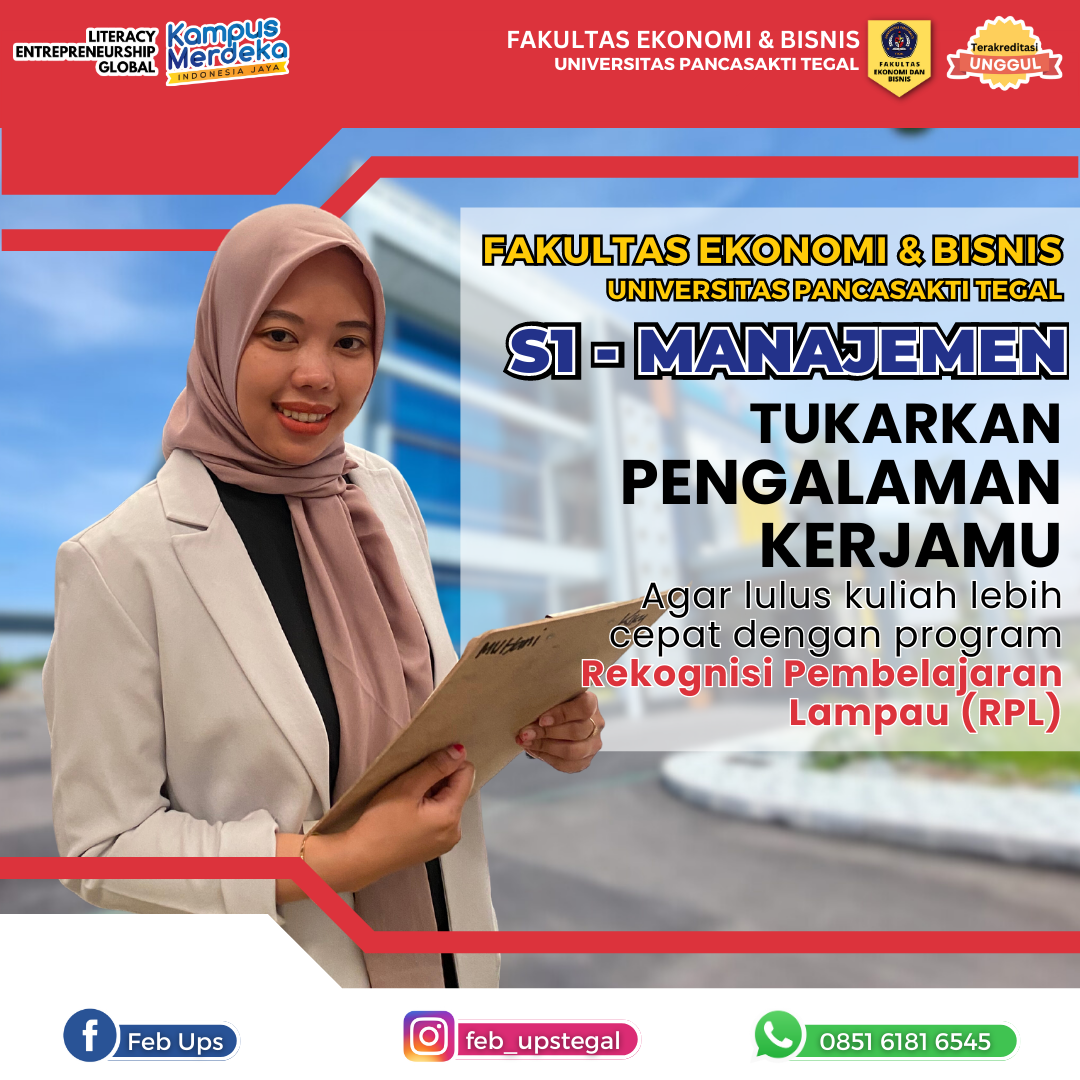 LITERACY
ENTREPRENEURSHIP
GLOBAL
Kampus
Merdeka
INDONESIA JAYA
FAKULTAS EKONOMI & BISNIS
UNIVERSITAS PANCASAKTI TEGAL
FAKULTAS
EKONOMI DAN
BISNIS
Terakreditasi
UNGGUL
FAKULTAS EKONOMI & BISNIS
UNIVERSITAS PANCASAKTI TEGAL
S1 - MANAJEMEN
TUKARKAN
PENGALAMAN
KERJAMU
Agar lulus kuliah lebih
cepat dengan program
Rekognisi Pembelajaran
Lampau (RPL)
Feb Ups
feb_upstegal
0851 6181 6545